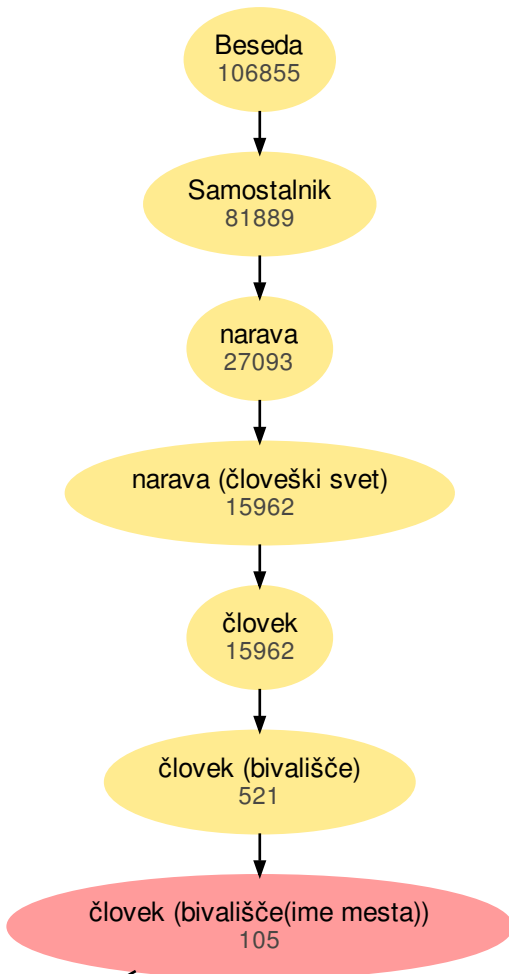 Beseda
106855
Samostalnik
81889
narava
27093
narava (človeški svet)
15962
človek
15962
človek (bivališče)
521
človek (bivališče(ime mesta))
105